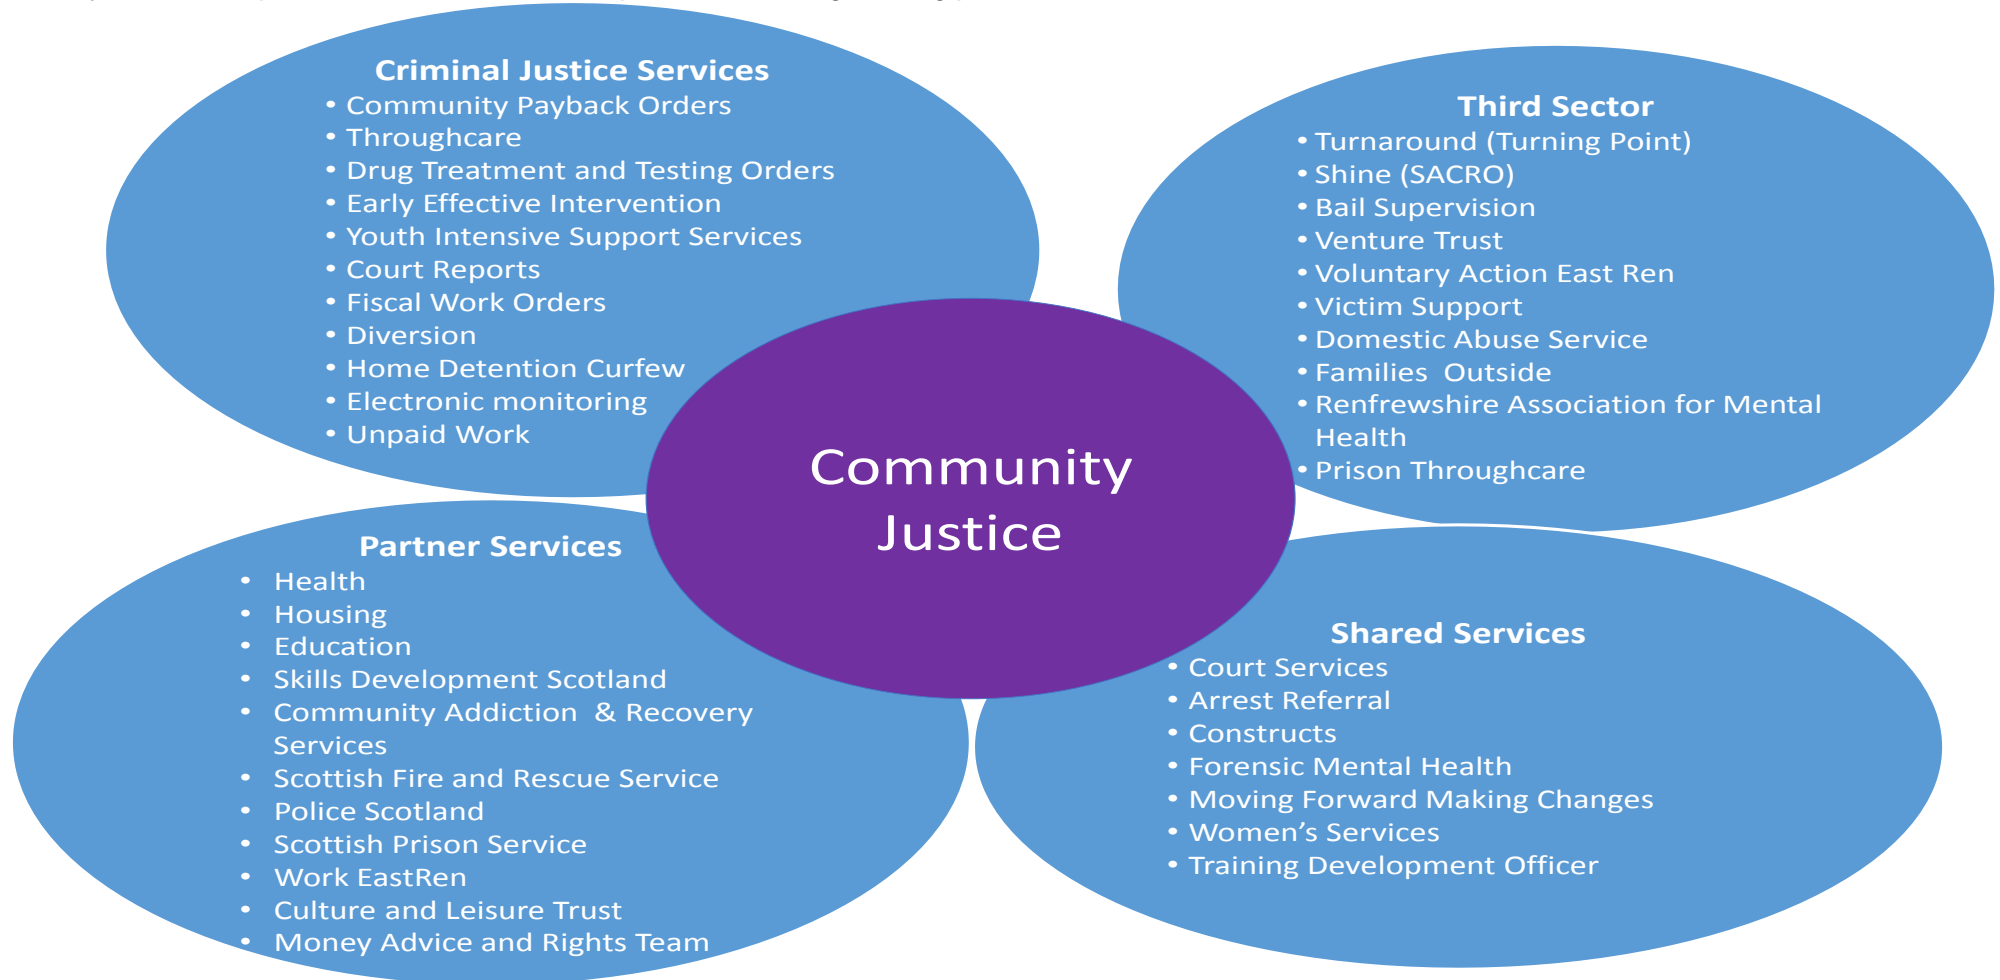 Criminal Justice Services
• Community Payback Orders
• Throughcare
• Drug Treatment and Testing Orders
• Early Effective Intervention
• Youth Intensive Support Services
• Court Reports
• Fiscal Work Orders
• Diversion
• Home Detention Curfew
• Electronic monitoring
• Unpaid Work
Third Sector
• Turnaround (Turning Point)
• Shine (SACRO)
• Bail Supervision
• Venture Trust
• Voluntary Action East Ren
• Victim Support
• Domestic Abuse Service
• Families Outside
• Renfrewshire Association for Mental
Health
• Prison Throughcare
Community
Justice
Partner Services
• Health
• Housing
• Education
• Skills Development Scotland
• Community Addiction & Recovery
Services
• Scottish Fire and Rescue Service
• Police Scotland
• Scottish Prison Service
• Work EastRen
• Culture and Leisure Trust
• Money Advice and Rights Team
Shared Services
• Court Services
• Arrest Referral
• Constructs
• Forensic Mental Health
• Moving Forward Making Changes
• Women’s Services
• Training Development Officer